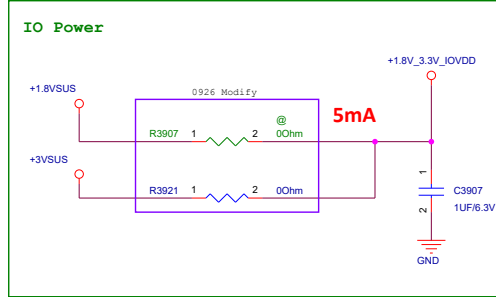 IO Power
+1.8V_3.3V_IOVDD
+1.8VSUS
0926 Modify
@
5mA
R3907 1 2 0Ohm
+3VSUS
R3921 1 2 0Ohm
1
C3907
2
1UF/6.3V
GND